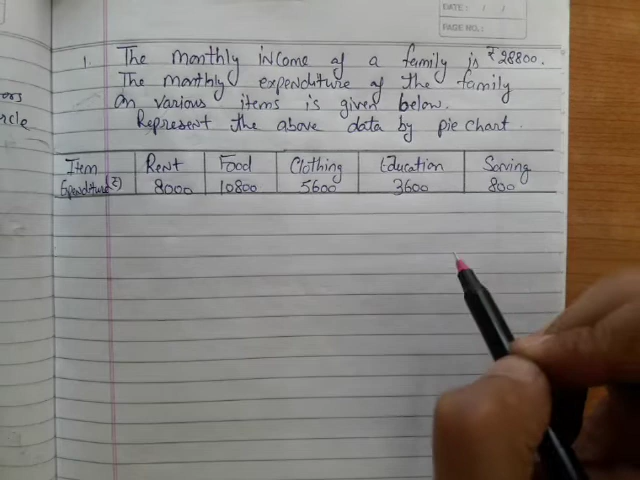 DATE: / /
PAGE NO.:
ors
rcle
1. The monthly income of a family is ₹28800.
The monthly expenditure of the family
on various items is given below.
Represent the above data by pie chart.
Item Rent Food Clothing Education Saving
Expenditure(₹) 8000 10800 5600 3600 800